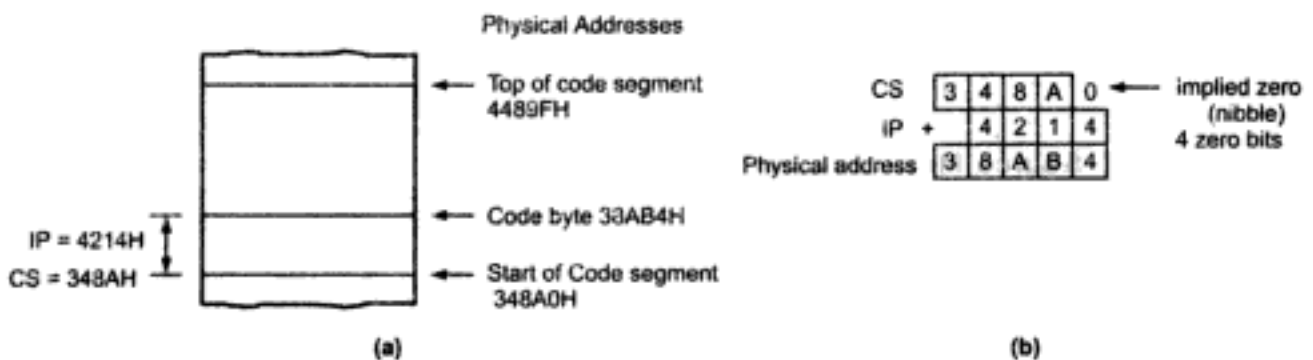 Physical Addresses
Top of code segment
4489FH
Code byte 38AB4H
Start of Code segment
348A0H
IP = 4214H
CS = 348AH
(a)
CS 3 4 8 A 0
implied zero
(nibble)
4 zero bits
IP + 4 2 1 4
Physical address 3 8 A B 4
(b)